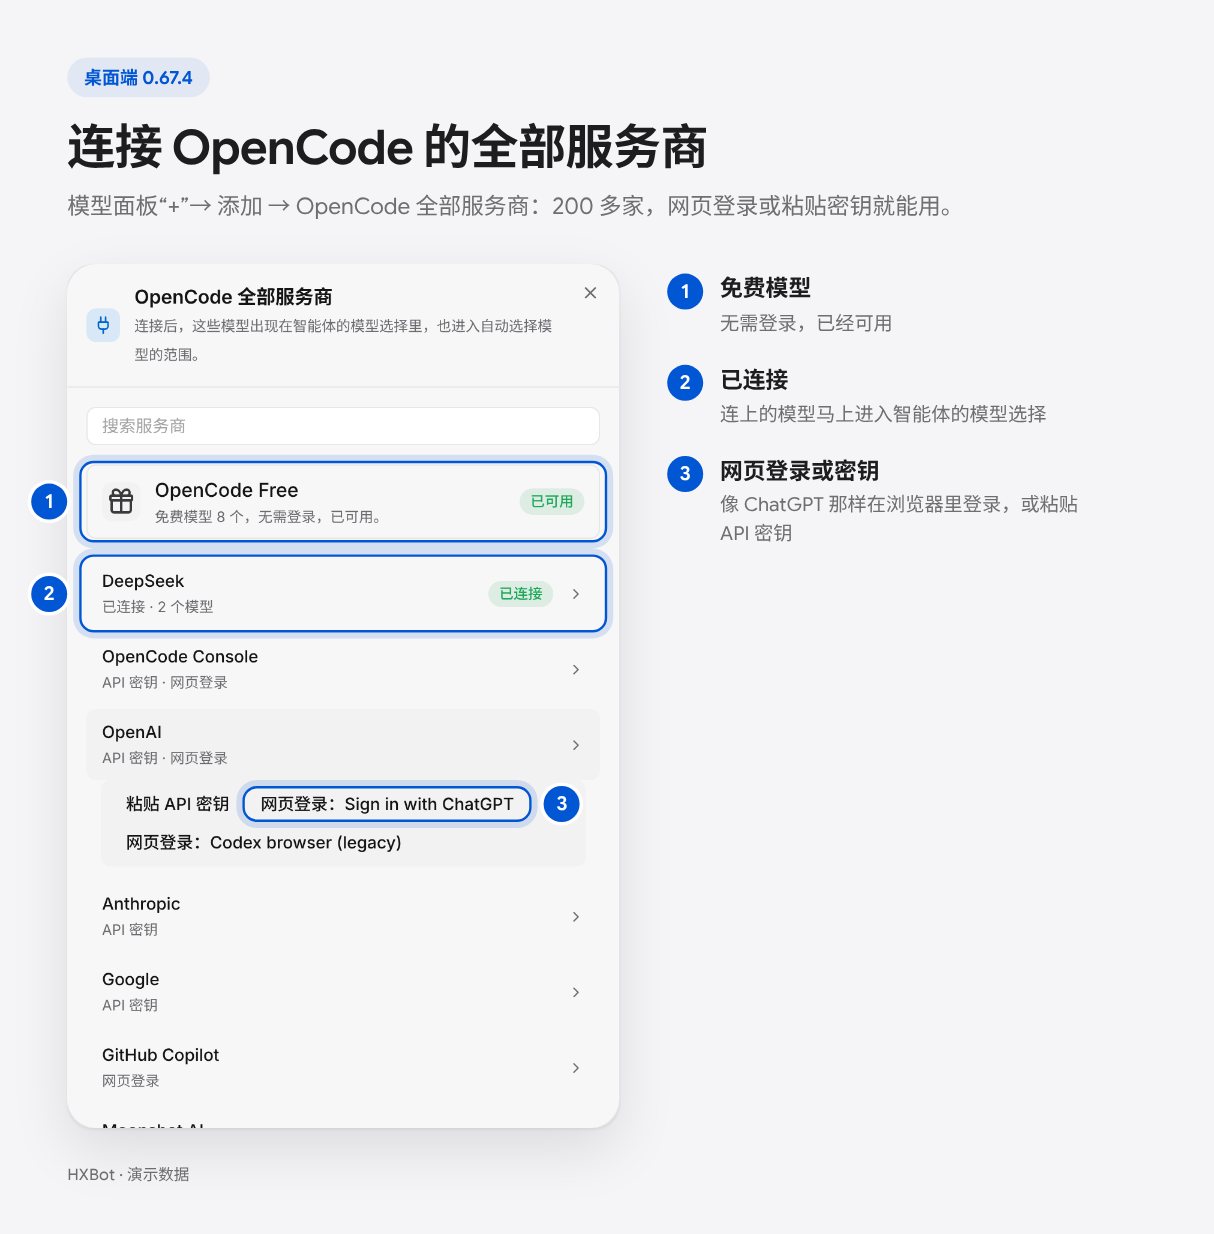 桌面端 0.67.4
连接 OpenCode 的全部服务商
模型面板“+”→ 添加 → OpenCode 全部服务商：200 多家，网页登录或粘贴密钥就能用。
OpenCode 全部服务商
连接后，这些模型出现在智能体的模型选择里，也进入自动选择模
型的范围。
搜索服务商
1
OpenCode Free
免费模型 8 个，无需登录，已可用。
已可用
2
DeepSeek
已连接 · 2 个模型
已连接
OpenCode Console
API 密钥 · 网页登录
OpenAI
API 密钥 · 网页登录
粘贴 API 密钥 网页登录：Sign in with ChatGPT 3
网页登录：Codex browser (legacy)
Anthropic
API 密钥
Google
API 密钥
GitHub Copilot
网页登录
1 免费模型
无需登录，已经可用
2 已连接
连上的模型马上进入智能体的模型选择
3 网页登录或密钥
像 ChatGPT 那样在浏览器里登录，或粘贴
API 密钥
HXBot · 演示数据